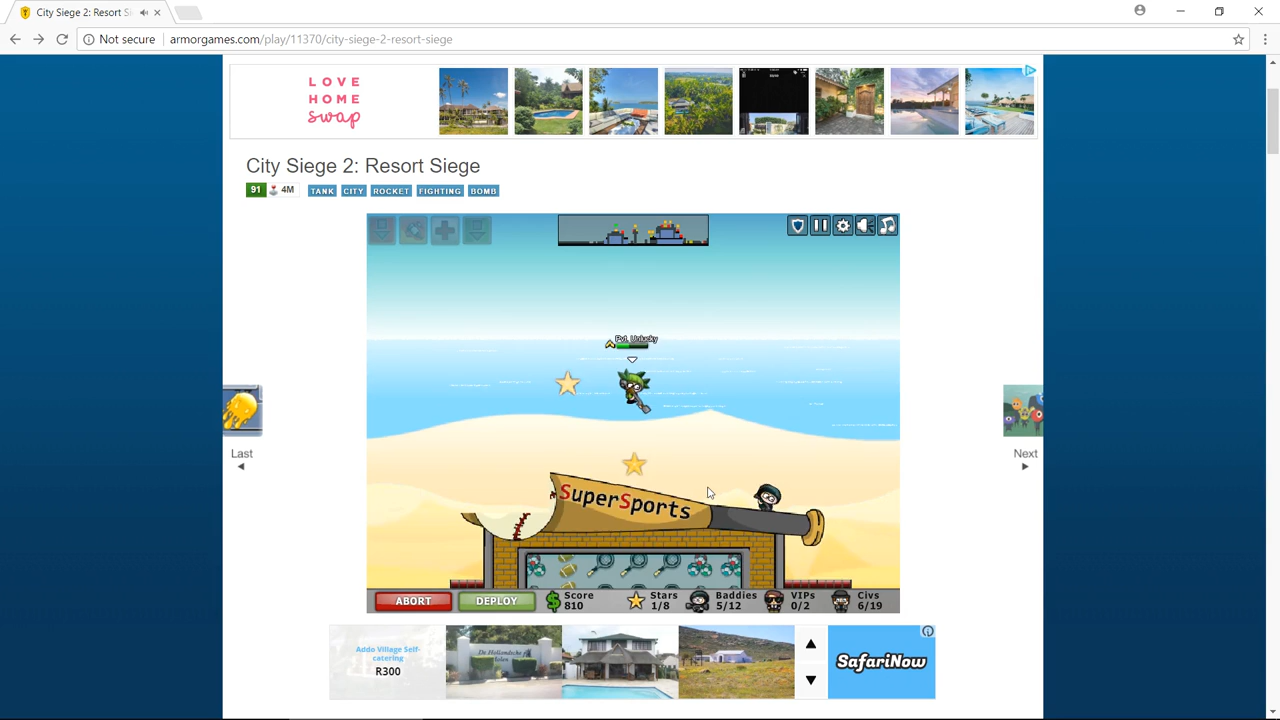 City Siege 2: Resort Si
Not secure
armorgames.com/play/11370/city-siege-2-resort-siege
LOVE
HOME
swap
City Siege 2: Resort Siege
91 4M TANK CITY ROCKET FIGHTING BOMB
Pvt. Unlucky
Last
Next
SuperSports
ABORT
DEPLOY
Score
810
Stars
1/8
Baddies
5/12
VIPs
0/2
Civs
6/19
Addo Village Self-
catering
R300
De Hollandsche
SafariNow